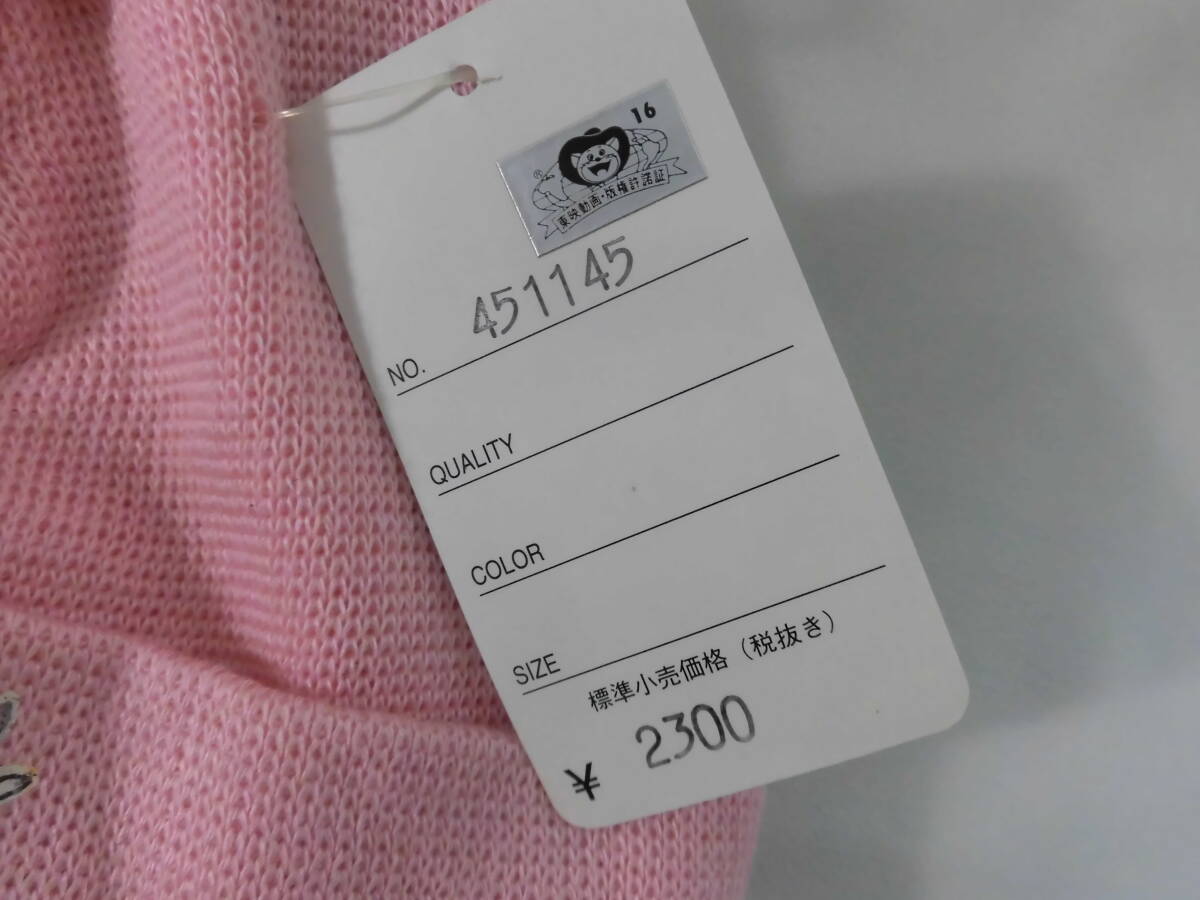 16
®
東映動画・版権許諾証
NO. 451145
QUALITY
COLOR
SIZE
標準小売価格（税抜き）
¥ 2300